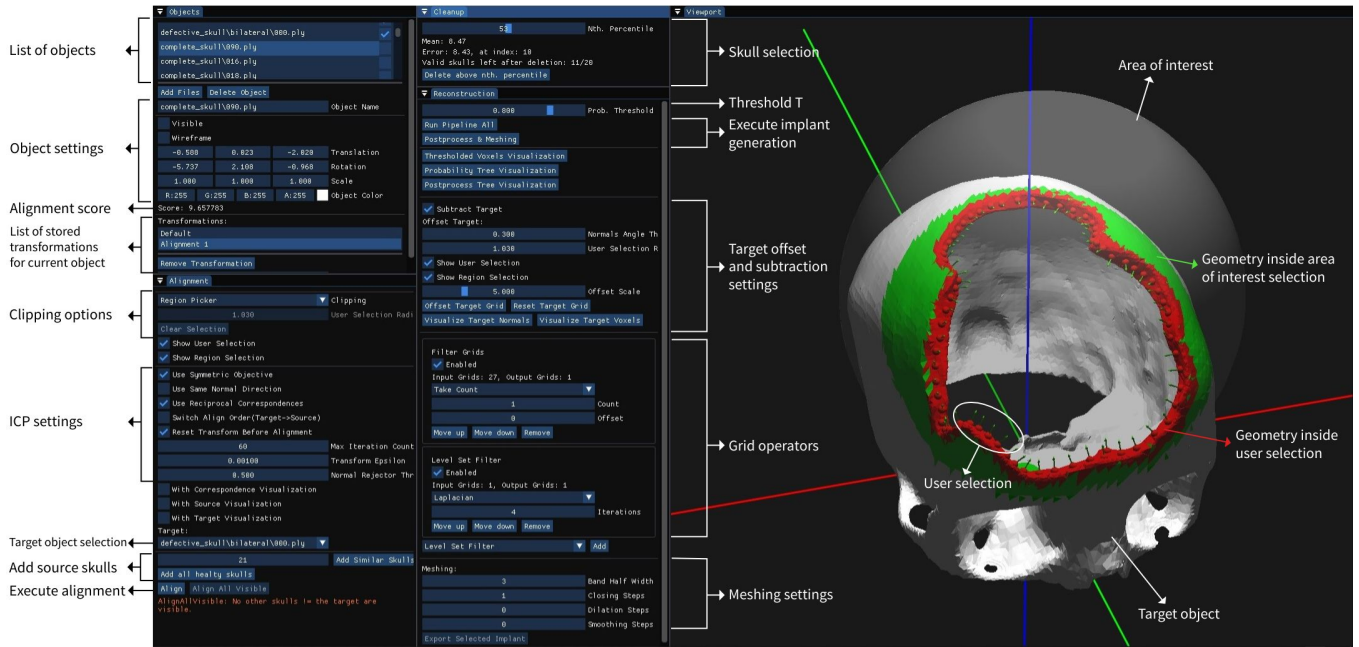 List of objects
Object settings
Alignment score
List of stored
transformations
for current object
Clipping options
ICP settings
Target object selection
Add source skulls
Execute alignment
Objects
defective_skull\bilateral\000.ply
complete_skull\090.ply
complete_skull\016.ply
complete_skull\018.ply
Add Files Delete Object
complete_skull\090.ply Object Name
Visible
Wireframe
-0.580 0.023 -2.020 Translation
-5.737 2.108 -0.968 Rotation
1.000 1.000 1.000 Scale
R:255 G:255 B:255 A:255 Object Color
Score: 9.657783
Transformations:
Default
Alignment 1
Remove Transformation
Alignment
Region Picker Clipping
1.030 User Selection Radi
Clear Selection
Show User Selection
Show Region Selection
Use Symmetric Objective
Use Same Normal Direction
Use Reciprocal Correspondences
Switch Align Order(Target->Source)
Reset Transform Before Alignment
60 Max Iteration Count
0.00100 Transform Epsilon
0.500 Normal Rejector Thr
With Correspondence Visualization
With Source Visualization
With Target Visualization
Target:
defective_skull\bilateral\000.ply
21 Add Similar Skulls
Add all healty skulls
Align Align All Visible
AlignAllVisible: No other skulls != the target are
visible.
Cleanup
53 Nth. Percentile
Mean: 8.47
Error: 8.43, at index: 10
Valid skulls left after deletion: 11/20
Delete above nth. percentile
Reconstruction
0.800 Prob. Threshold
Run Pipeline All
Postprocess & Meshing
Thresholded Voxels Visualization
Probability Tree Visualization
Postprocess Tree Visualization
Subtract Target
Offset Target:
0.300 Normals Angle Th
1.030 User Selection R
Show User Selection
Show Region Selection
5.000 Offset Scale
Offset Target Grid Reset Target Grid
Visualize Target Normals Visualize Target Voxels
Filter Grids
Enabled
Input Grids: 27, Output Grids: 1
Take Count
1 Count
0 Offset
Move up Move down Remove
Level Set Filter
Enabled
Input Grids: 1, Output Grids: 1
Laplacian
4 Iterations
Move up Move down Remove
Level Set Filter Add
Meshing:
3 Band Half Width
1 Closing Steps
0 Dilation Steps
0 Smoothing Steps
Export Selected Implant
Viewport
Skull selection
Threshold T
Execute implant
generation
Target offset
and subtraction
settings
Grid operators
Meshing settings
Area of interest
Geometry inside area
of interest selection
Geometry inside
user selection
User selection
Target object